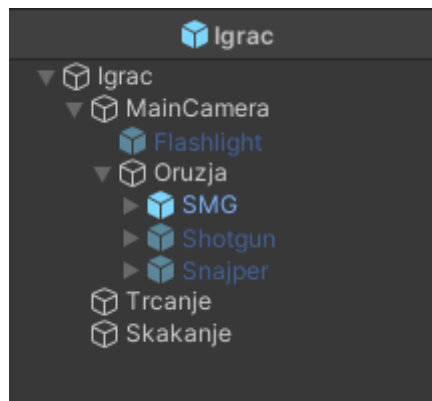 Igrac
Igrac
MainCamera
Flashlight
Oruzja
SMG
Shotgun
Snajper
Trcanje
Skakanje